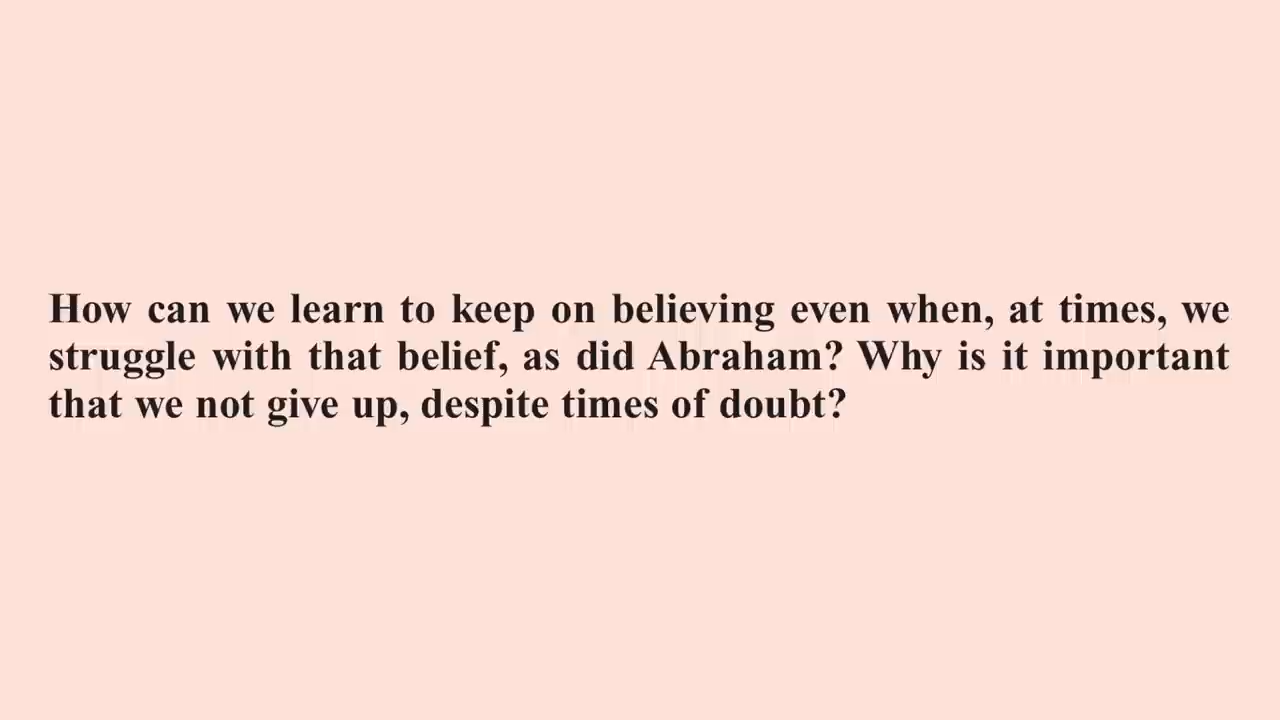 How can we learn to keep on believing even when, at times, we
struggle with that belief, as did Abraham? Why is it important
that we not give up, despite times of doubt?